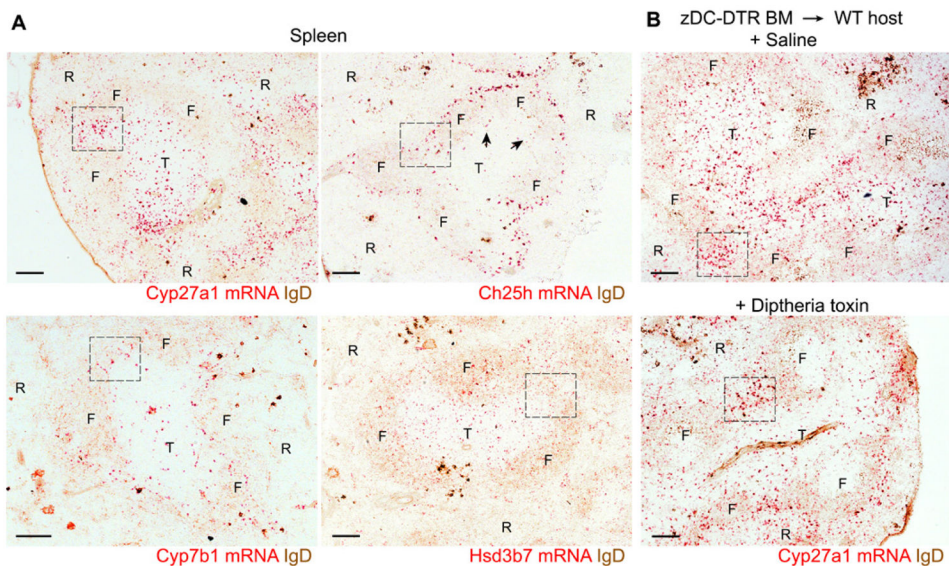 A
B
Spleen
zDC-DTR BM → WT host
+ Saline
R
F
F
R
T
F
R
Cyp27a1 mRNA IgD
R
F
F
R
T
F
F
F
R
Ch25h mRNA IgD
F
R
T
F
F
F
T
R
F
F
+ Diptheria toxin
F
R
F
F
T
R
F
Cyp7b1 mRNA IgD
R
F
F
T
F
R
Hsd3b7 mRNA IgD
R
F
F
T
F
F
R
Cyp27a1 mRNA IgD